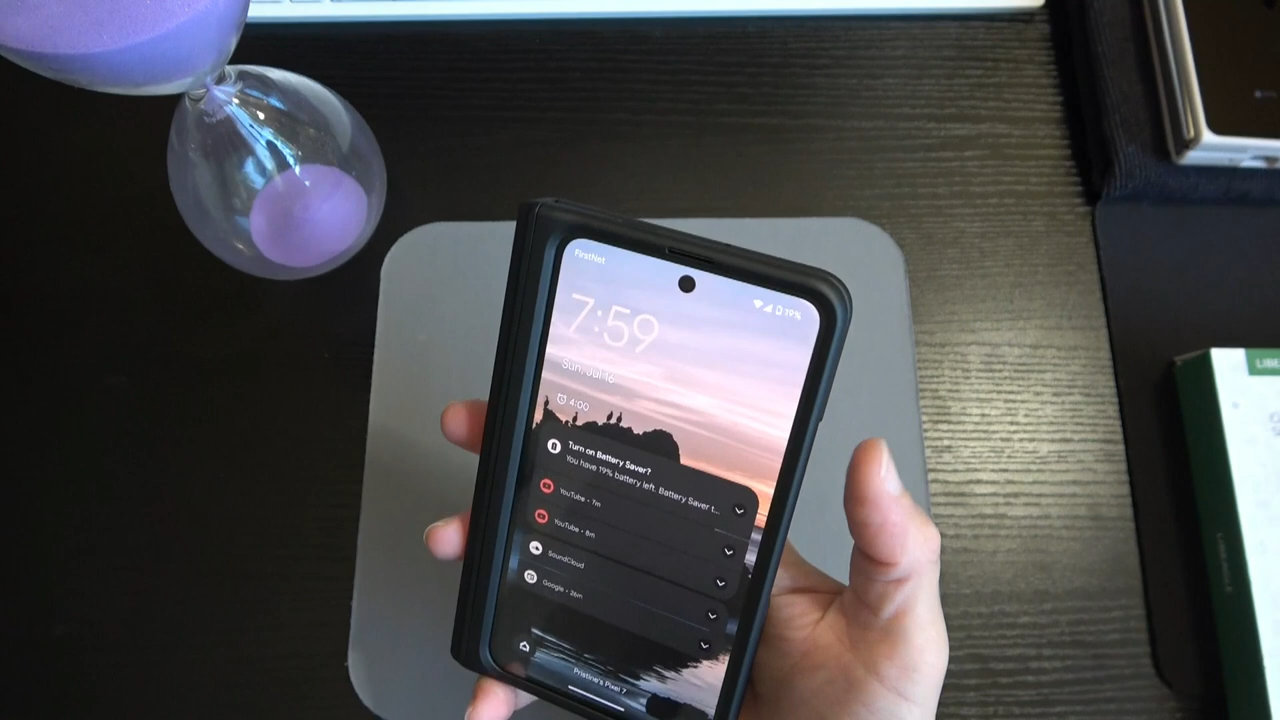 FirstNet
19%
7:59
Sun, Jul 16
4:00
Turn on Battery Saver?
You have 19% battery left. Battery Saver t...
YouTube • 7m
YouTube • 8m
SoundCloud
Google • 26m
Pristine's Pixel 7
LIBE